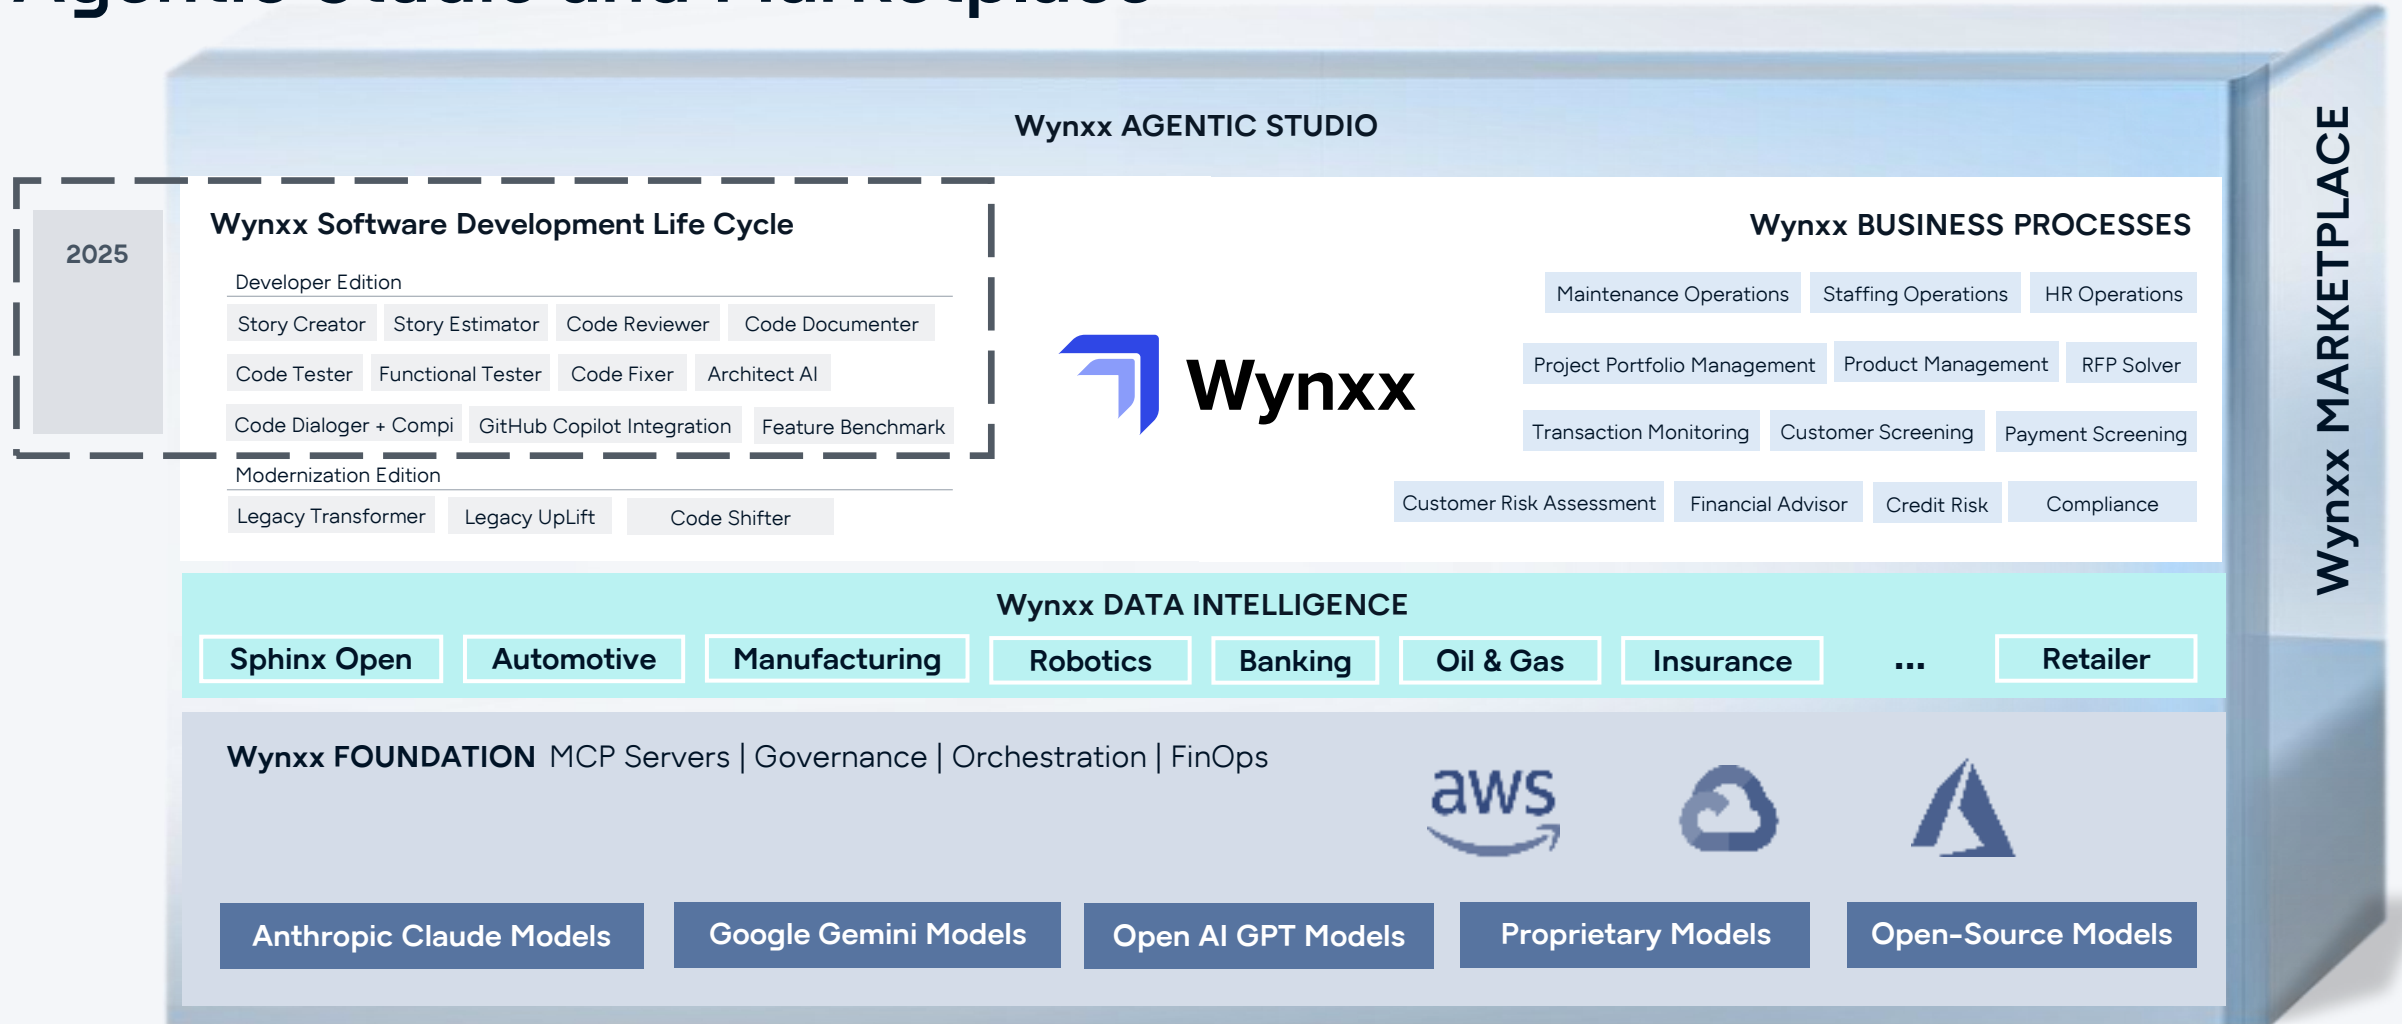 Agentic Studio and Marketplace
Wynxx AGENTIC STUDIO
Wynxx MARKETPLACE
2025
Wynxx Software Development Life Cycle
Developer Edition
Story Creator Story Estimator Code Reviewer Code Documenter
Code Tester Functional Tester Code Fixer Architect AI
Code Dialoger + Compi GitHub Copilot Integration Feature Benchmark
Modernization Edition
Legacy Transformer Legacy UpLift Code Shifter
Wynxx
Wynxx BUSINESS PROCESSES
Maintenance Operations Staffing Operations HR Operations
Project Portfolio Management Product Management RFP Solver
Transaction Monitoring Customer Screening Payment Screening
Customer Risk Assessment Financial Advisor Credit Risk Compliance
Wynxx DATA INTELLIGENCE
Sphinx Open Automotive Manufacturing Robotics Banking Oil & Gas Insurance ... Retailer
Wynxx FOUNDATION MCP Servers | Governance | Orchestration | FinOps
aws
Anthropic Claude Models Google Gemini Models Open AI GPT Models Proprietary Models Open-Source Models